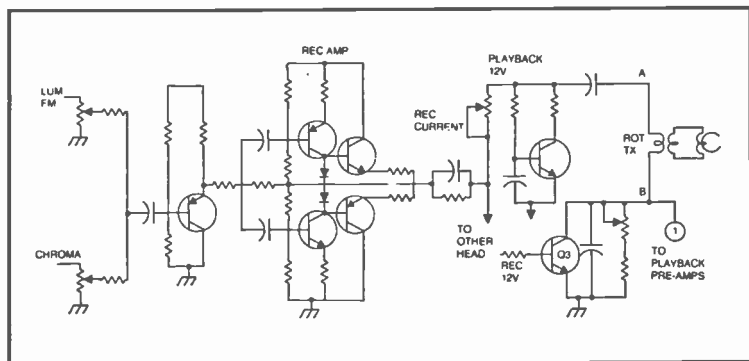 REC AMP
PLAYBACK
12V
A
LUM
FM
REC
CURRENT
ROT
TX
B
TO
OTHER
HEAD
Q3
1
CHROMA
REC
12V
TO
PLAYBACK
PRE-AMPS